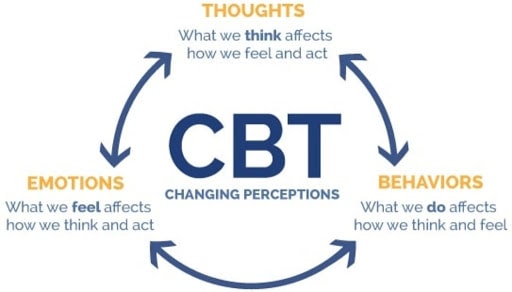 THOUGHTS
What we think affects
how we feel and act
CBT
CHANGING PERCEPTIONS
EMOTIONS
What we feel affects
how we think and act
BEHAVIORS
What we do affects
how we think and feel